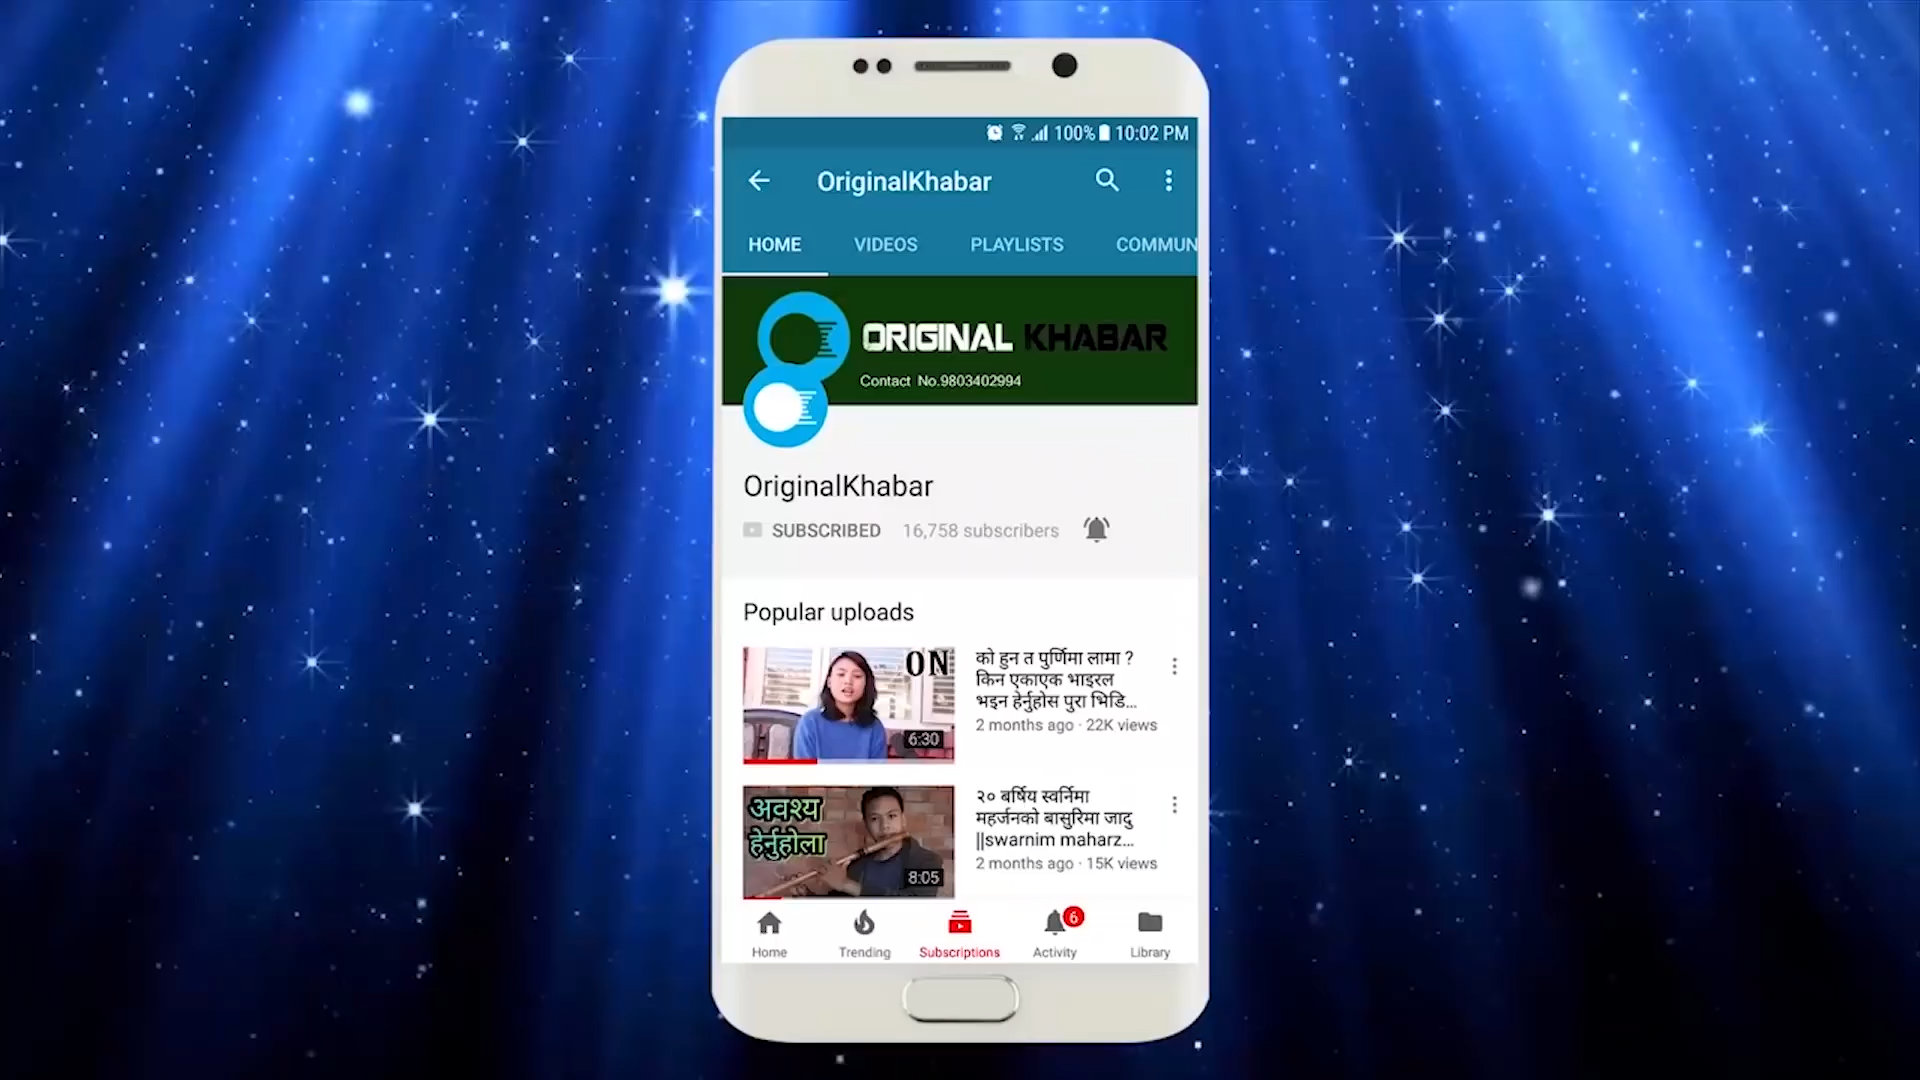 100% 10:02 PM
OriginalKhabar
HOME VIDEOS PLAYLISTS COMMUN
ORIGINAL KHABAR
Contact No.9803402994
OriginalKhabar
SUBSCRIBED 16,758 subscribers
Popular uploads
ON
6:30
को हुन त पुर्णिमा लामा ?
किन एकाएक भाइरल
भइन हेर्नुहोस पुरा भिडि...
2 months ago · 22K views
अवश्य
हेर्नुहोला
8:05
२० बर्षिय स्वर्निमा
महर्जनको बासुरिमा जादु
||swarnim maharz...
2 months ago · 15K views
6
Home Trending Subscriptions Activity Library